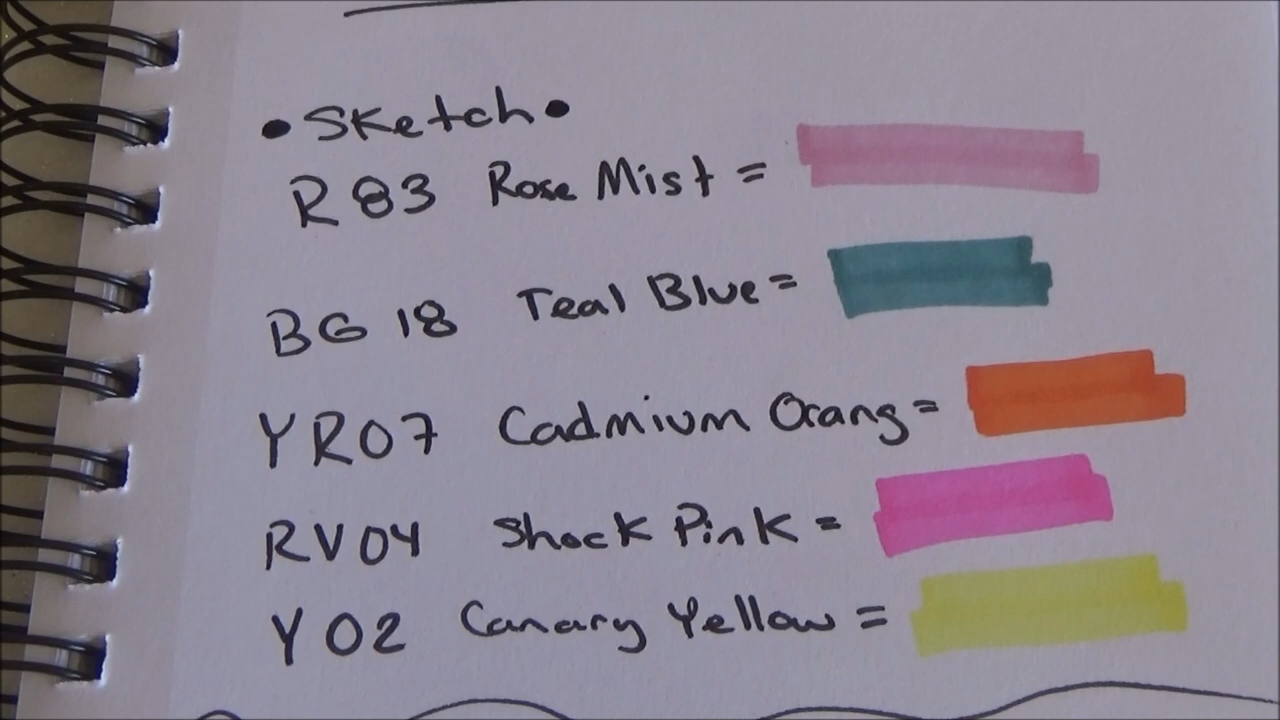 •Sketch•
R83 Rose Mist =
BG18 Teal Blue =
YR07 Cadmium Orang =
RV04 Shock Pink =
Y02 Canary Yellow =